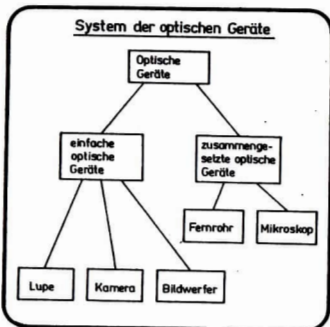 System der optischen Geräte
Optische
Geräte
einfache
optische
Geräte
zusammenge-
setzte optische
Geräte
Fernrohr
Mikroskop
Lupe
Kamera
Bildwerfer